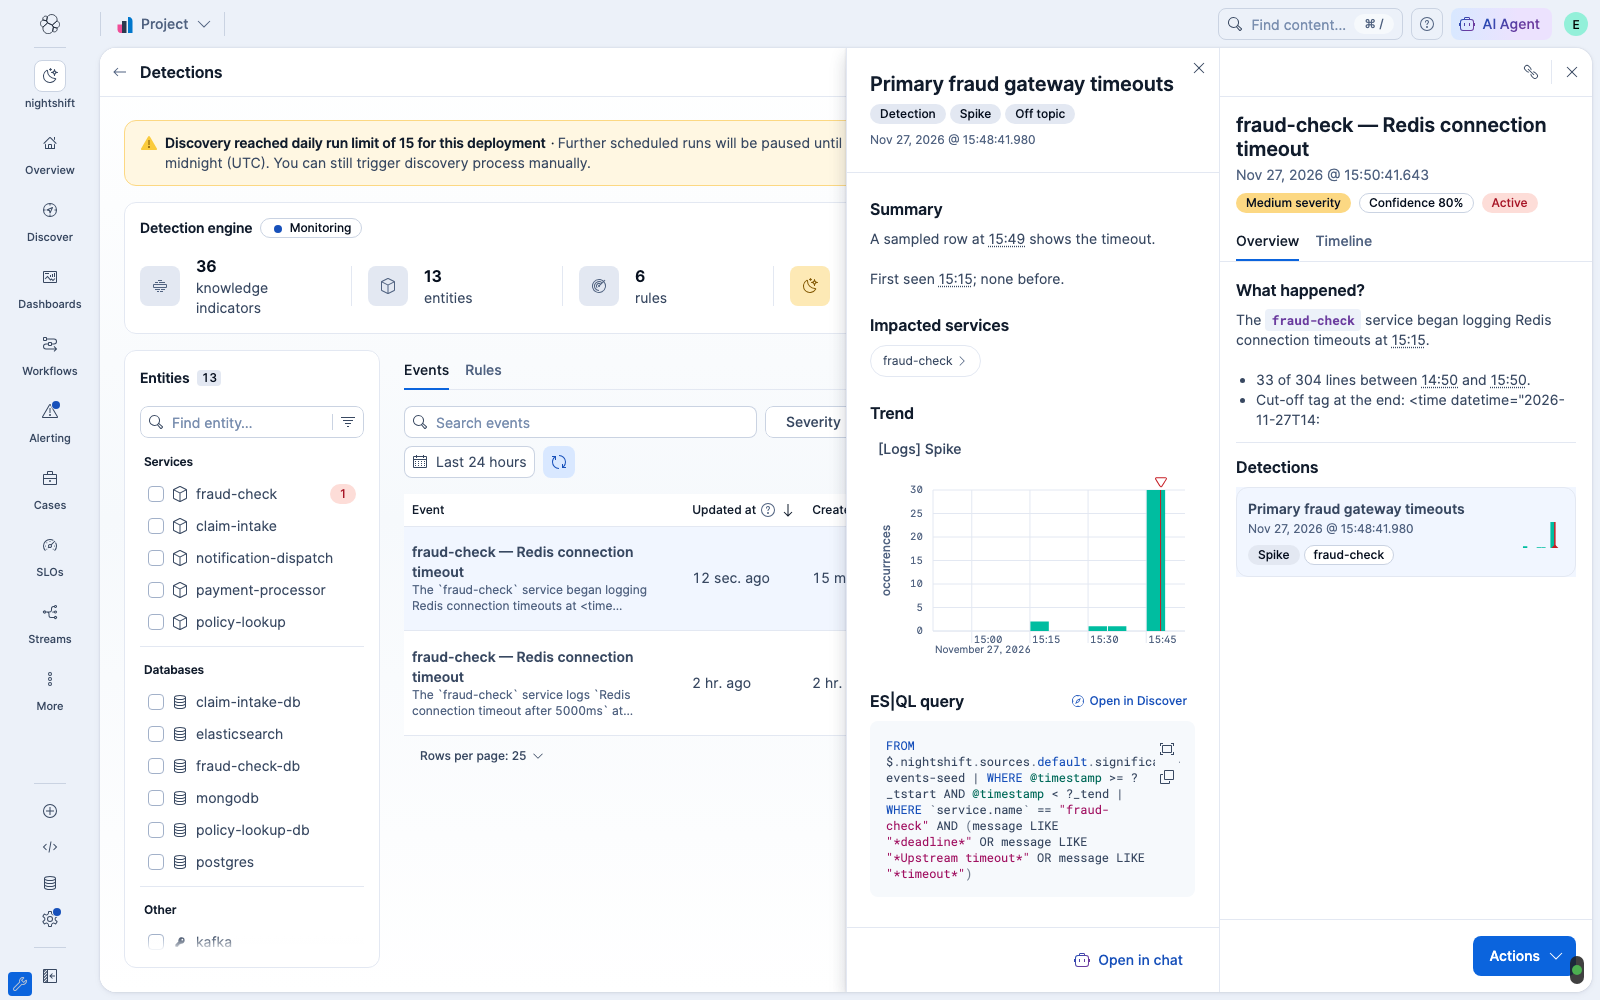 Project
Find content...
⌘ /
AI Agent
E
nightshift
Overview
Discover
Dashboards
Workflows
Alerting
Cases
SLOs
Streams
More
Detections
Discovery reached daily run limit of 15 for this deployment · Further scheduled runs will be paused until
midnight (UTC). You can still trigger discovery process manually.
Detection engine
Monitoring
36
knowledge
indicators
13
entities
6
rules
Entities 13
Find entity...
Services
fraud-check
1
claim-intake
notification-dispatch
payment-processor
policy-lookup
Databases
claim-intake-db
elasticsearch
fraud-check-db
mongodb
policy-lookup-db
postgres
Other
kafka
Events
Rules
Search events
Severity
Last 24 hours
Event
Updated at
Create
fraud-check — Redis connection
timeout
The `fraud-check` service began logging
Redis connection timeouts at <time...
12 sec. ago
15 m
fraud-check — Redis connection
timeout
The `fraud-check` service logs `Redis
connection timeout after 5000ms` at...
2 hr. ago
2 hr.
Rows per page: 25
Primary fraud gateway timeouts
Detection
Spike
Off topic
Nov 27, 2026 @ 15:48:41.980
Summary
A sampled row at 15:49 shows the timeout.
First seen 15:15; none before.
Impacted services
fraud-check
Trend
[Logs] Spike
occurrences
30
25
20
15
10
5
0
15:00
15:15
15:30
15:45
November 27, 2026
ES|QL query
Open in Discover
FROM
$.nightshift.sources.default.significa
events-seed | WHERE @timestamp >= ?
_tstart AND @timestamp < ?_tend |
WHERE `service.name` == "fraud-
check" AND (message LIKE
"*deadline*" OR message LIKE
"*Upstream timeout*" OR message LIKE
"*timeout*")
Open in chat
fraud-check — Redis connection
timeout
Nov 27, 2026 @ 15:50:41.643
Medium severity
Confidence 80%
Active
Overview
Timeline
What happened?
The fraud-check service began logging Redis
connection timeouts at 15:15.
• 33 of 304 lines between 14:50 and 15:50.
• Cut-off tag at the end: <time datetime="2026-
11-27T14:
Detections
Primary fraud gateway timeouts
Nov 27, 2026 @ 15:48:41.980
Spike
fraud-check
Actions